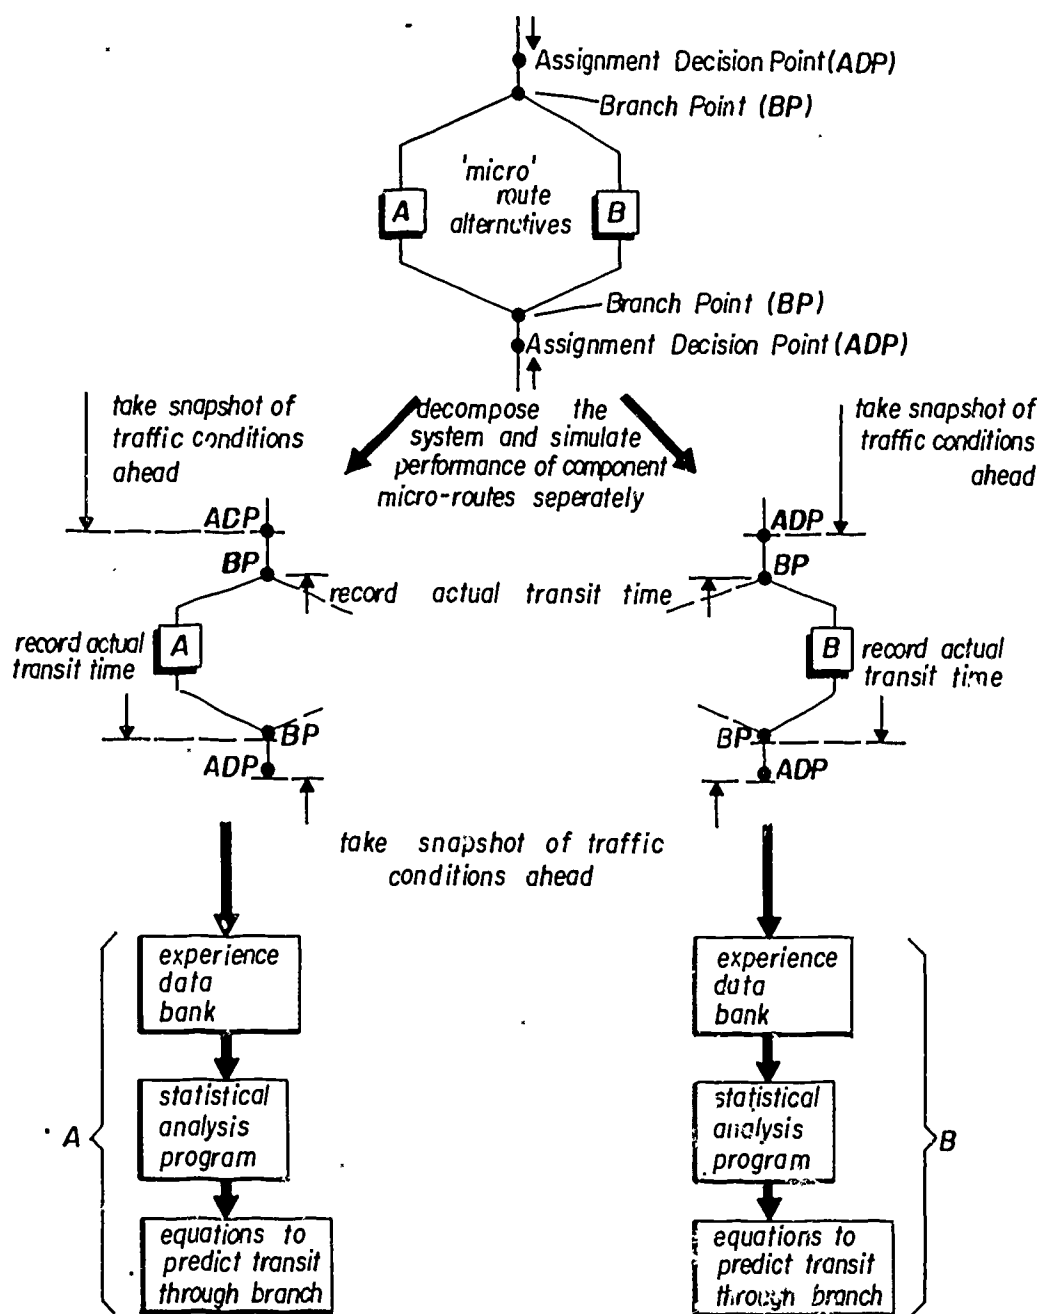 Assignment Decision Point (ADP)
Branch Point (BP)
'micro'
route
alternatives
A
B
Branch Point (BP)
Assignment Decision Point (ADP)
take snapshot of
traffic conditions
ahead
decompose the
system and simulate
performance of component
micro-routes seperately
take snapshot of
traffic conditions
ahead
ADP
BP
ADP
BP
record actual transit time
record actual
transit time
A
B
record actual
transit time
BP
ADP
BP
ADP
take snapshot of traffic
conditions ahead
A
experience
data
bank
statistical
analysis
program
equations to
predict transit
through branch
experience
data
bank
statistical
analysis
program
equations to
predict transit
through branch
B